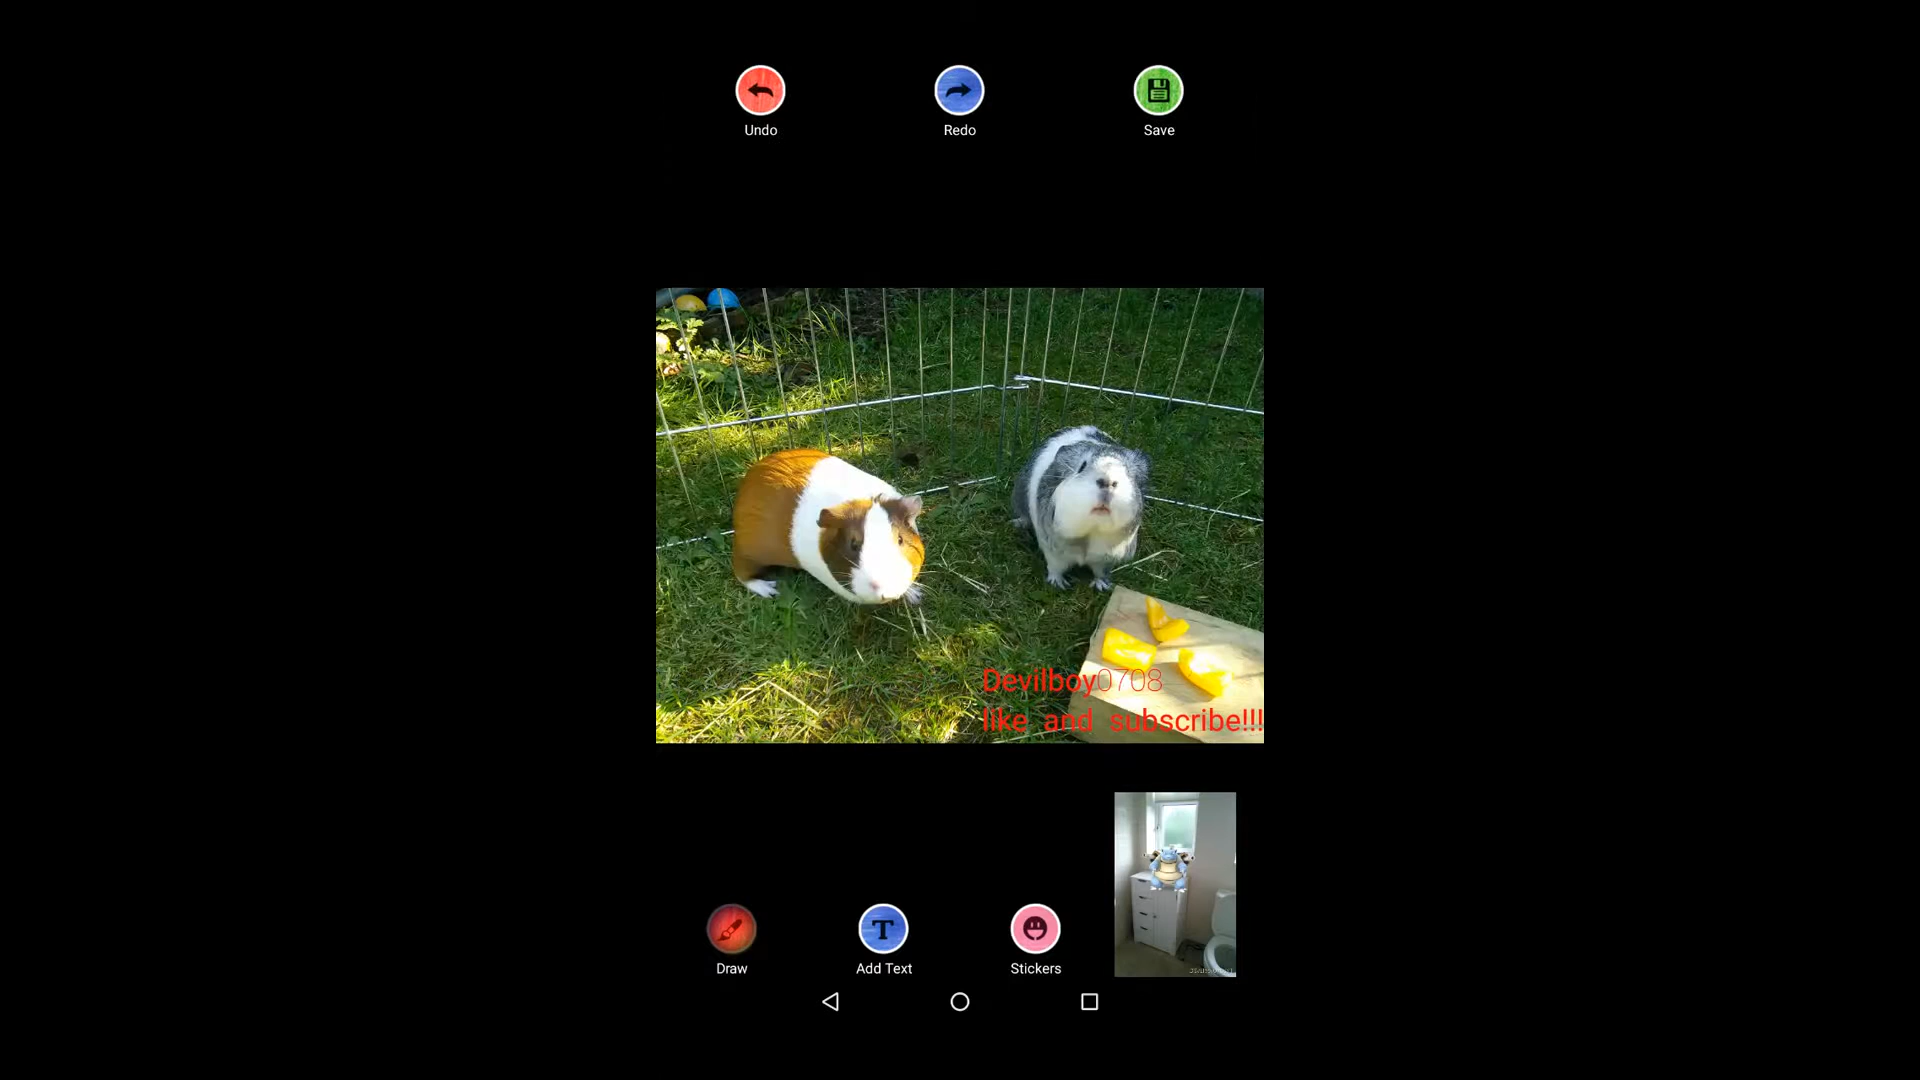 Undo Redo Save
Devilboy0708
like and subscribe!!!
Draw Add Text Stickers